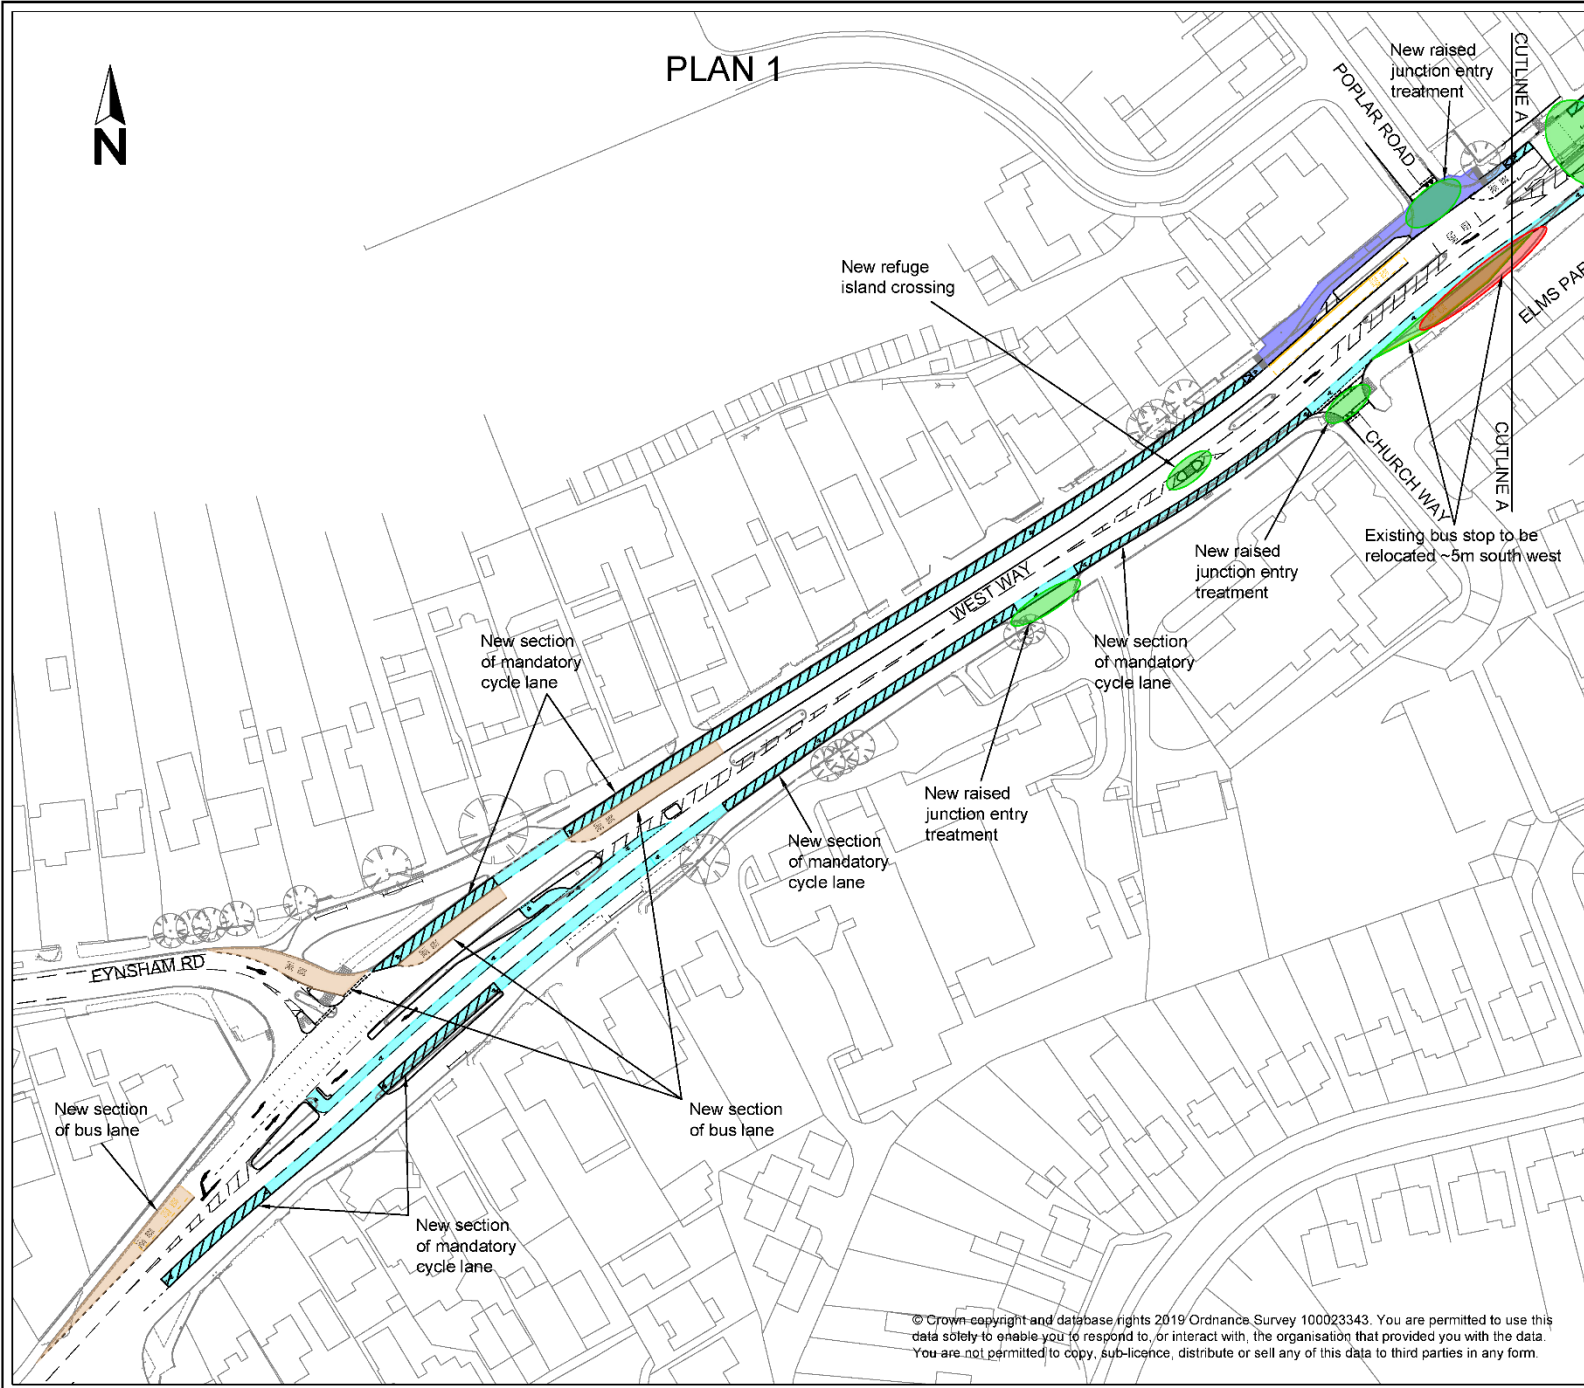 PLAN 1
N
New raised
junction entry
treatment
CUTLINE A
POPLAR ROAD
New refuge
island crossing
ELMS PAR
CHURCH WAY
CUTLINE A
Existing bus stop to be
relocated ~5m south west
New raised
junction entry
treatment
WEST WAY
New section
of mandatory
cycle lane
New section
of mandatory
cycle lane
New raised
junction entry
treatment
New section
of mandatory
cycle lane
EYNSHAM RD
New section
of bus lane
New section
of bus lane
New section
of mandatory
cycle lane
© Crown copyright and database rights 2019 Ordnance Survey 100023343. You are permitted to use this
data solely to enable you to respond to, or interact with, the organisation that provided you with the data.
You are not permitted to copy, sub-licence, distribute or sell any of this data to third parties in any form.